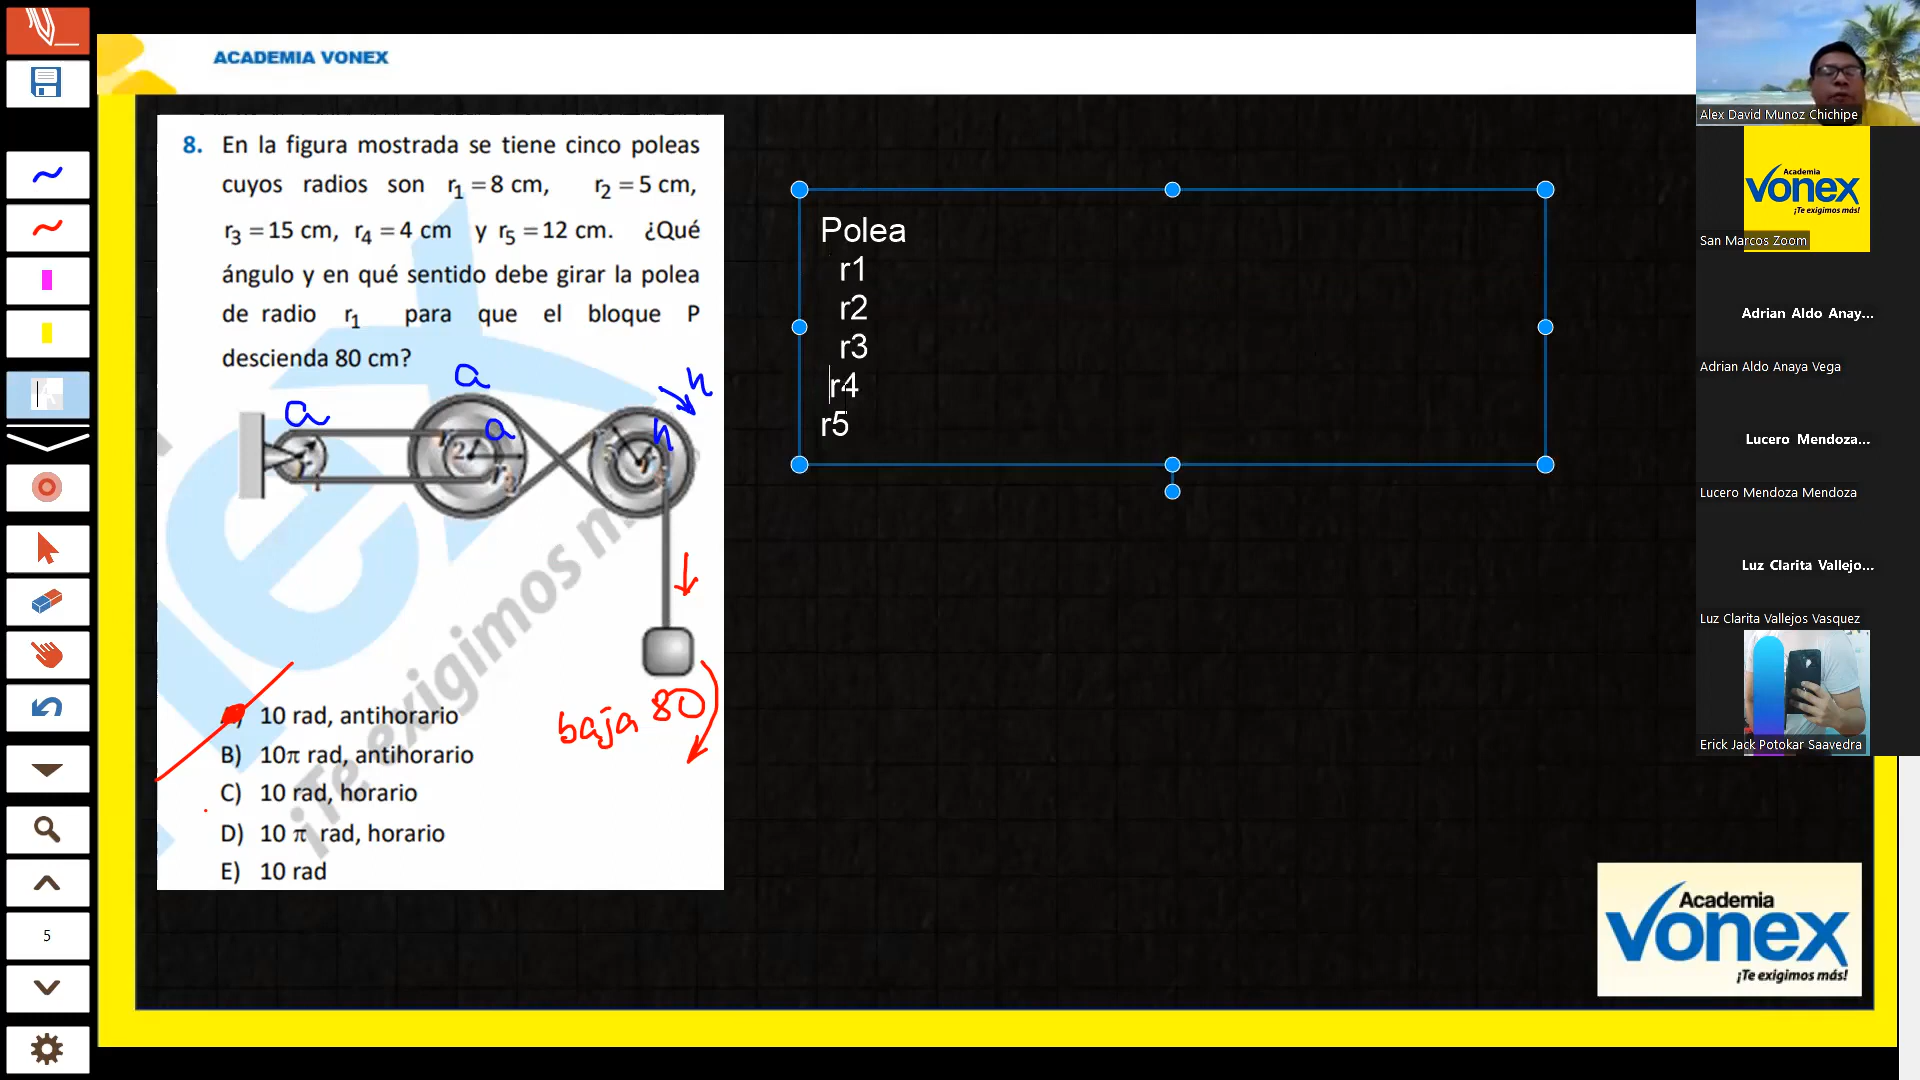 ACADEMIA VONEX
8. En la figura mostrada se tiene cinco poleas
cuyos radios son r₁ = 8 cm, r₂ = 5 cm,
r₃ = 15 cm, r₄ = 4 cm y r₅ = 12 cm. ¿Qué
ángulo y en qué sentido debe girar la polea
de radio r₁ para que el bloque P
descienda 80 cm?
a
a
a
h
h
2
baja 80
A) 10 rad, antihorario
B) 10π rad, antihorario
C) 10 rad, horario
D) 10 π rad, horario
E) 10 rad
¡Te exigimos m
Polea
r1
r2
r3
r4
r5
5
Alex David Munoz Chichipe
Academia
Vonex
¡Te exigimos más!
San Marcos Zoom
Adrian Aldo Anay...
Adrian Aldo Anaya Vega
Lucero Mendoza...
Lucero Mendoza Mendoza
Luz Clarita Vallejo...
Luz Clarita Vallejos Vasquez
Erick Jack Potokar Saavedra
Academia
Vonex
¡Te exigimos más!